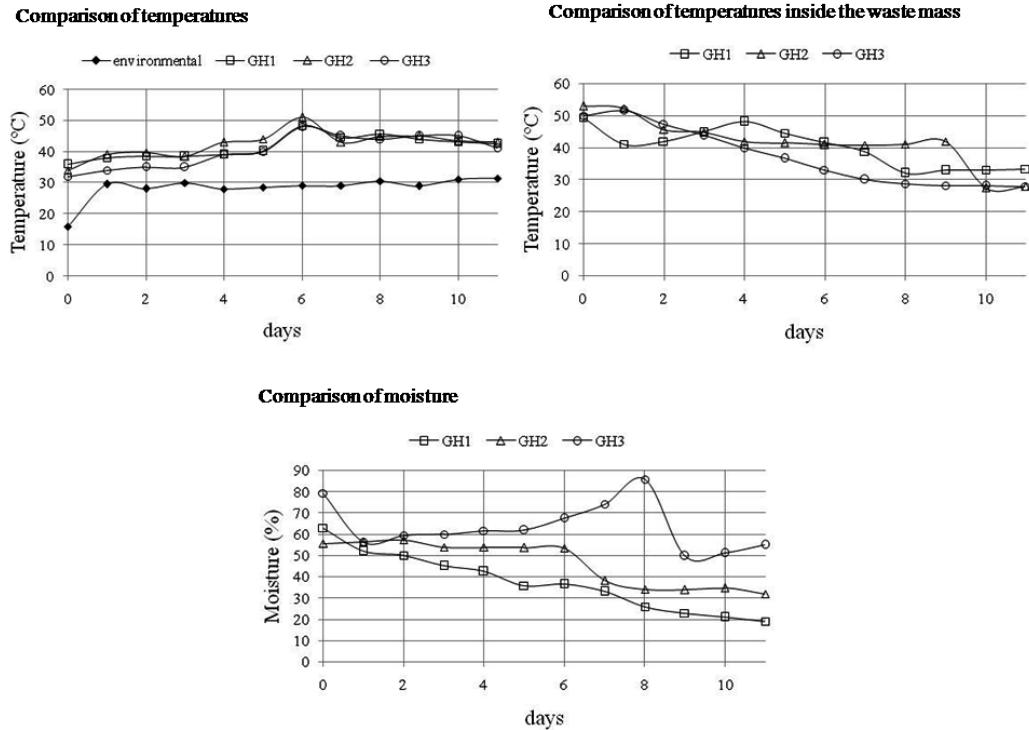 Comparison of temperatures
environmental GH1 GH2 GH3
Temperature (°C)
60
50
40
30
20
10
0
0 2 4 6 8 10
days
Comparison of temperatures inside the waste mass
GH1 GH2 GH3
Temperature (°C)
60
50
40
30
20
10
0
0 2 4 6 8 10
days
Comparison of moisture
GH1 GH2 GH3
Moisture (%)
90
80
70
60
50
40
30
20
10
0
0 2 4 6 8 10
days